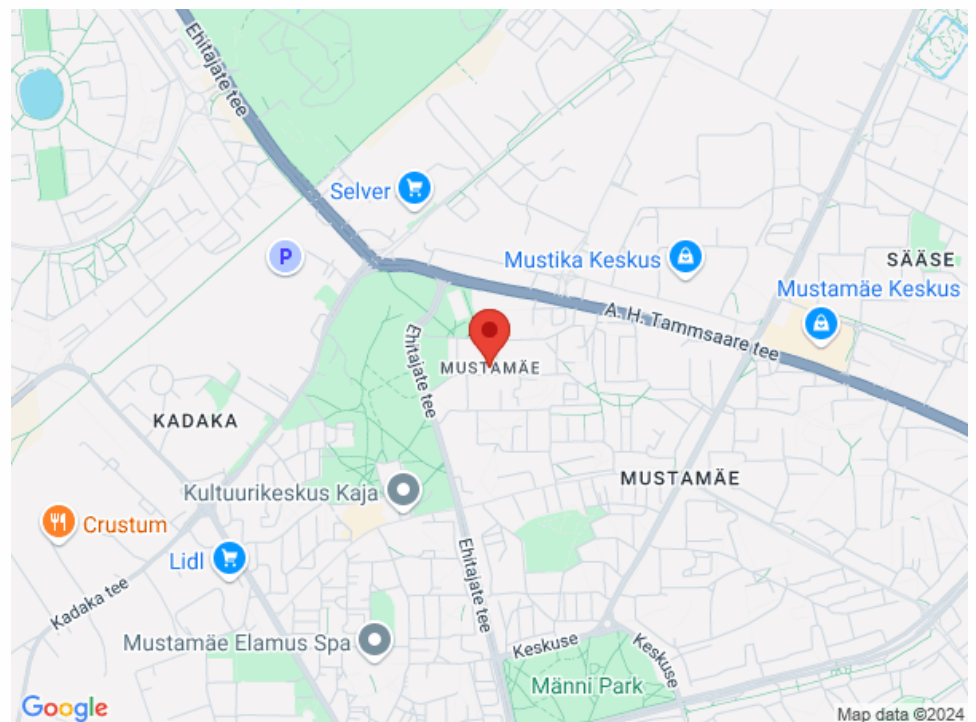 Ehitajate tee
Selver
P
Mustika Keskus
SÄÄSE
Mustamäe Keskus
A. H. Tammsaare tee
Ehitajate tee
MUSTAMÄE
KADAKA
MUSTAMÄE
Kultuurikeskus Kaja
Crustum
Lidl
Ehitajate tee
Kadaka tee
Mustamäe Elamus Spa
Keskuse
Keskuse
Männi Park
Google
Map data ©2024